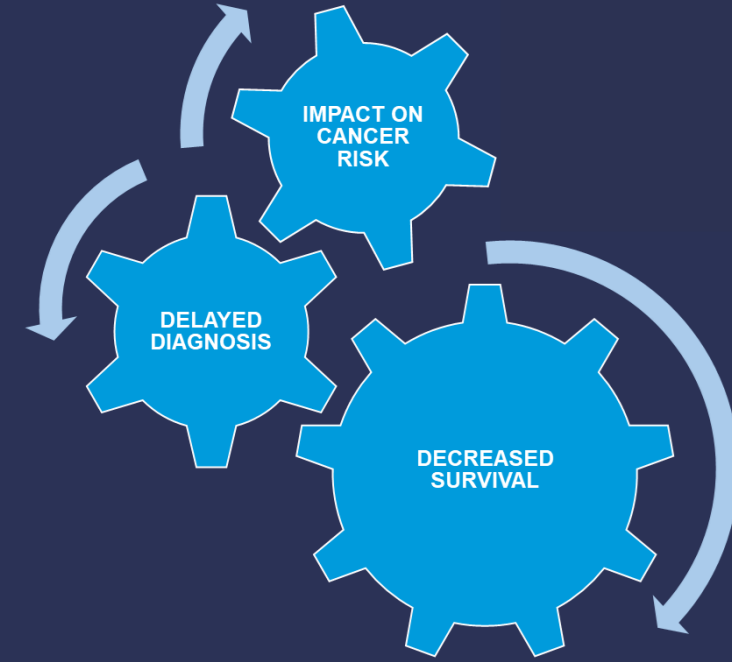 IMPACT ON
CANCER
RISK
DELAYED
DIAGNOSIS
DECREASED
SURVIVAL